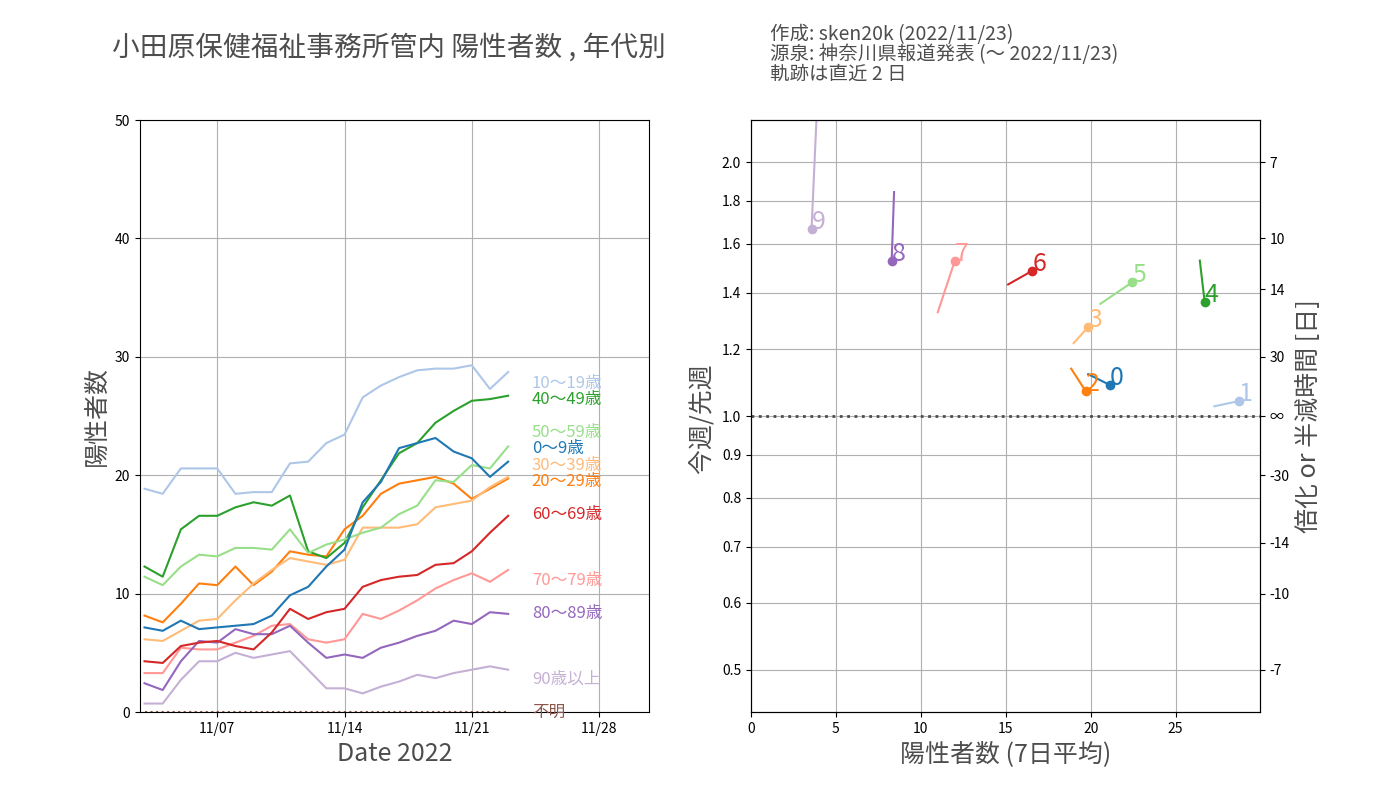 小田原保健福祉事務所管内 陽性者数 , 年代別
作成: sken20k (2022/11/23)
源泉: 神奈川県報道発表 (〜 2022/11/23)
軌跡は直近 2 日
陽性者数
50
40
30
20
10
0
11/07
11/14
11/21
11/28
Date 2022
10〜19歳
40〜49歳
50〜59歳
0〜9歳
30〜39歳
20〜29歳
60〜69歳
70〜79歳
80〜89歳
90歳以上
不明
今週/先週
2.0
1.8
1.6
1.4
1.2
1.0
0.9
0.8
0.7
0.6
0.5
9
8
7
6
5
4
3
2
0
1
0
5
10
15
20
25
陽性者数 (7日平均)
7
10
14
30
∞
-30
-14
-10
-7
倍化 or 半減時間 [日]